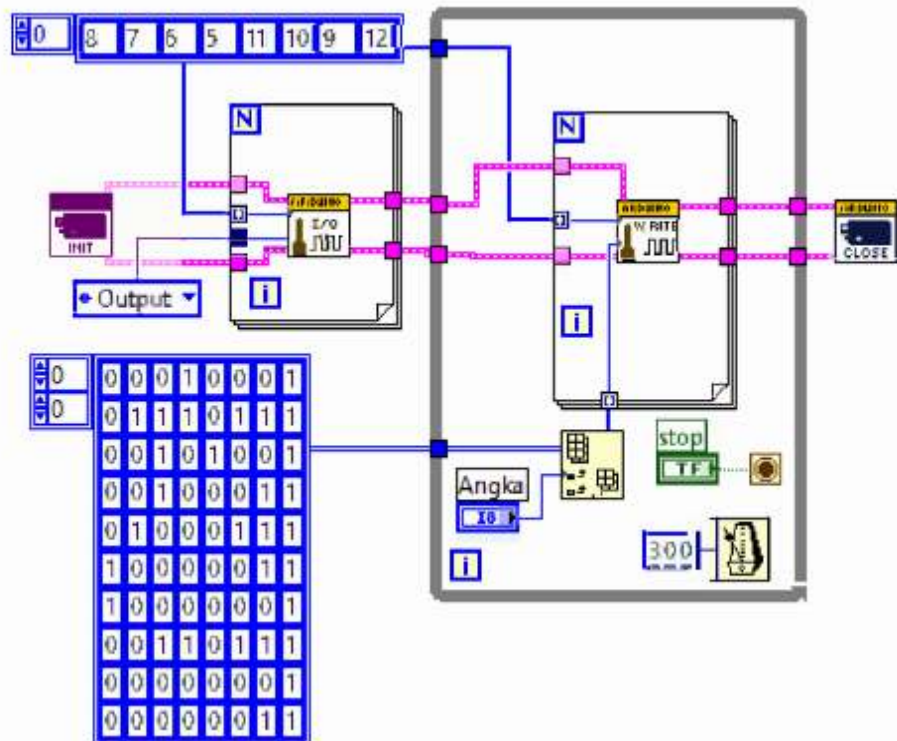 0 8 7 6 5 11 10 9 12
N
N
ARDUINO
I/O
ARDUINO
WRITE
INIT
CLOSE
Output
i
i
0
0
0 0 0 1 0 0 0 1
0 1 1 1 0 1 1 1
0 0 1 0 1 0 0 1
0 0 1 0 0 0 1 1
0 1 0 0 0 1 1 1
1 0 0 0 0 0 1 1
1 0 0 0 0 0 0 1
0 0 1 1 0 1 1 1
0 0 0 0 0 0 0 1
0 0 0 0 0 0 1 1
stop
TF
Angka
300
i